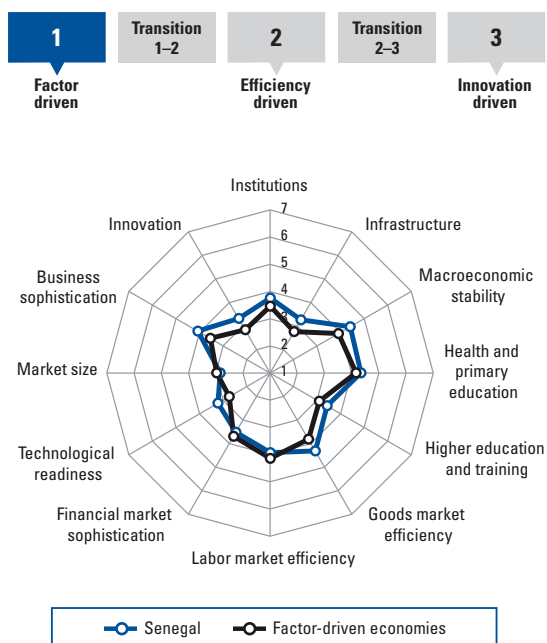 1
Transition
1–2
2
Transition
2–3
3
Factor
driven
Efficiency
driven
Innovation
driven
Institutions
7
6
5
4
3
2
1
Innovation
Infrastructure
Business
sophistication
Macroeconomic
stability
Market size
Health and
primary
education
Technological
readiness
Higher education
and training
Financial market
sophistication
Goods market
efficiency
Labor market efficiency
Senegal
Factor-driven economies